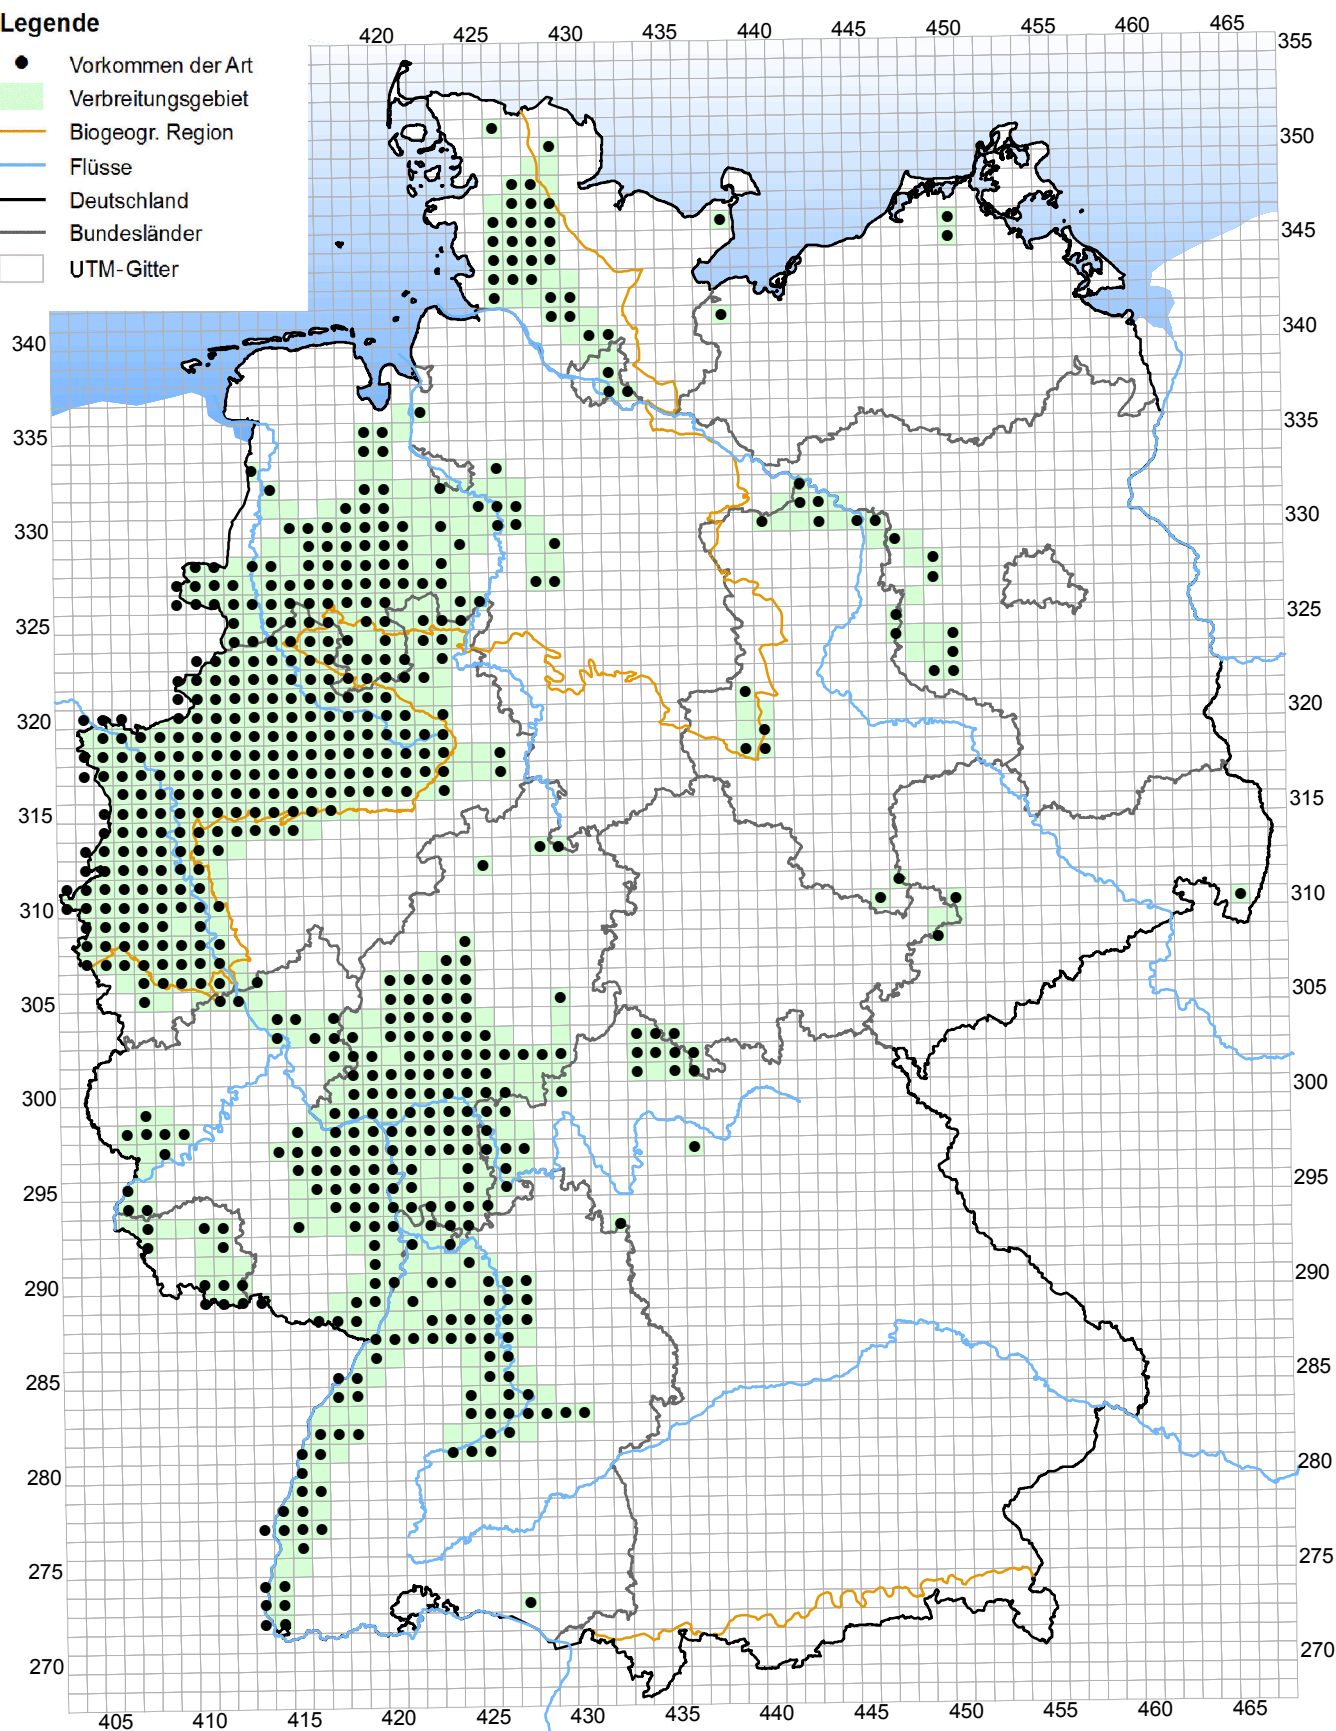 Legende
Vorkommen der Art
Verbreitungsgebiet
Biogeogr. Region
Flüsse
Deutschland
Bundesländer
UTM-Gitter
420 425 430 435 440 445 450 455 460 465
355
350
345
340 340
335 335
330 330
325 325
320 320
315 315
310 310
305 305
300 300
295 295
290 290
285 285
280 280
275 275
270 270
405 410 415 420 425 430 435 440 445 450 455 460 465